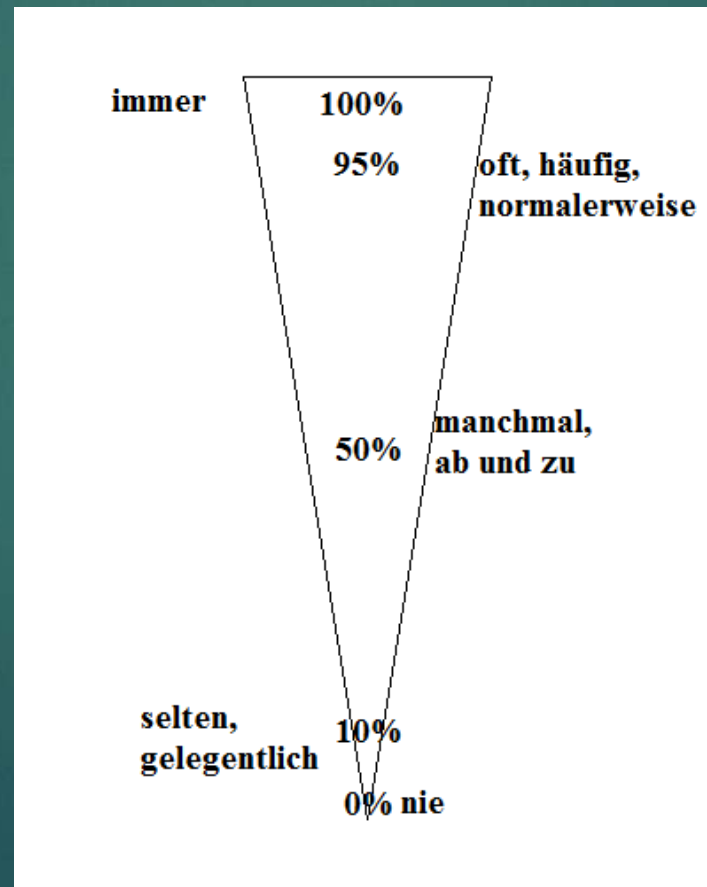 immer 100%
95% oft, häufig,
normalerweise
50% manchmal,
ab und zu
selten, 10%
gelegentlich
0% nie